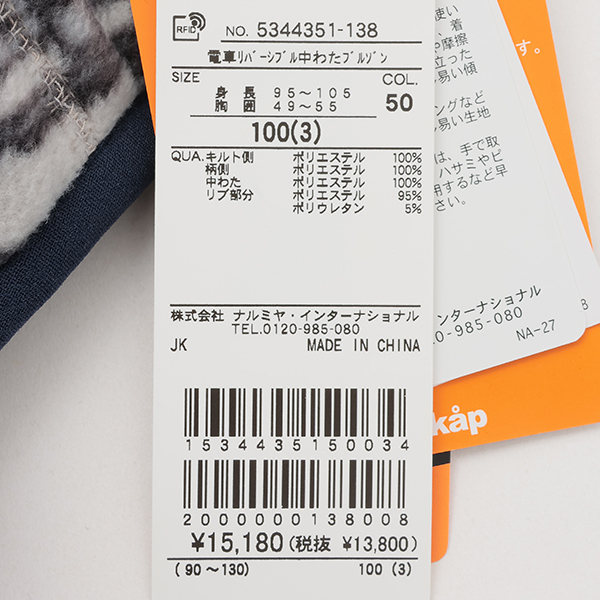 RFID
NO. 5344351-138
電車ﾘﾊﾞｰｼﾌﾞﾙ中わたﾌﾞﾙｿﾞﾝ
SIZE COL.
身長 95～105
胸囲 49～55 50
100(3)
QUA. キルト側 ポリエステル 100%
柄側 ポリエステル 100%
中わた ポリエステル 100%
リブ部分 ポリエステル 95%
ポリウレタン 5%
株式会社 ナルミヤ・インターナショナル
TEL.0120-985-080
JK MADE IN CHINA
1534435150034
2000000138008
¥15,180(税抜 ¥13,800)
(90～130) 100 (3)
使い
、着
や摩擦
立った
易い傾
ングなど
し易い生地
は、手で取
ハサミやピ
用するなど早
さい。
ンターナショナル
-985-080
NA-27
す。
B
kåp